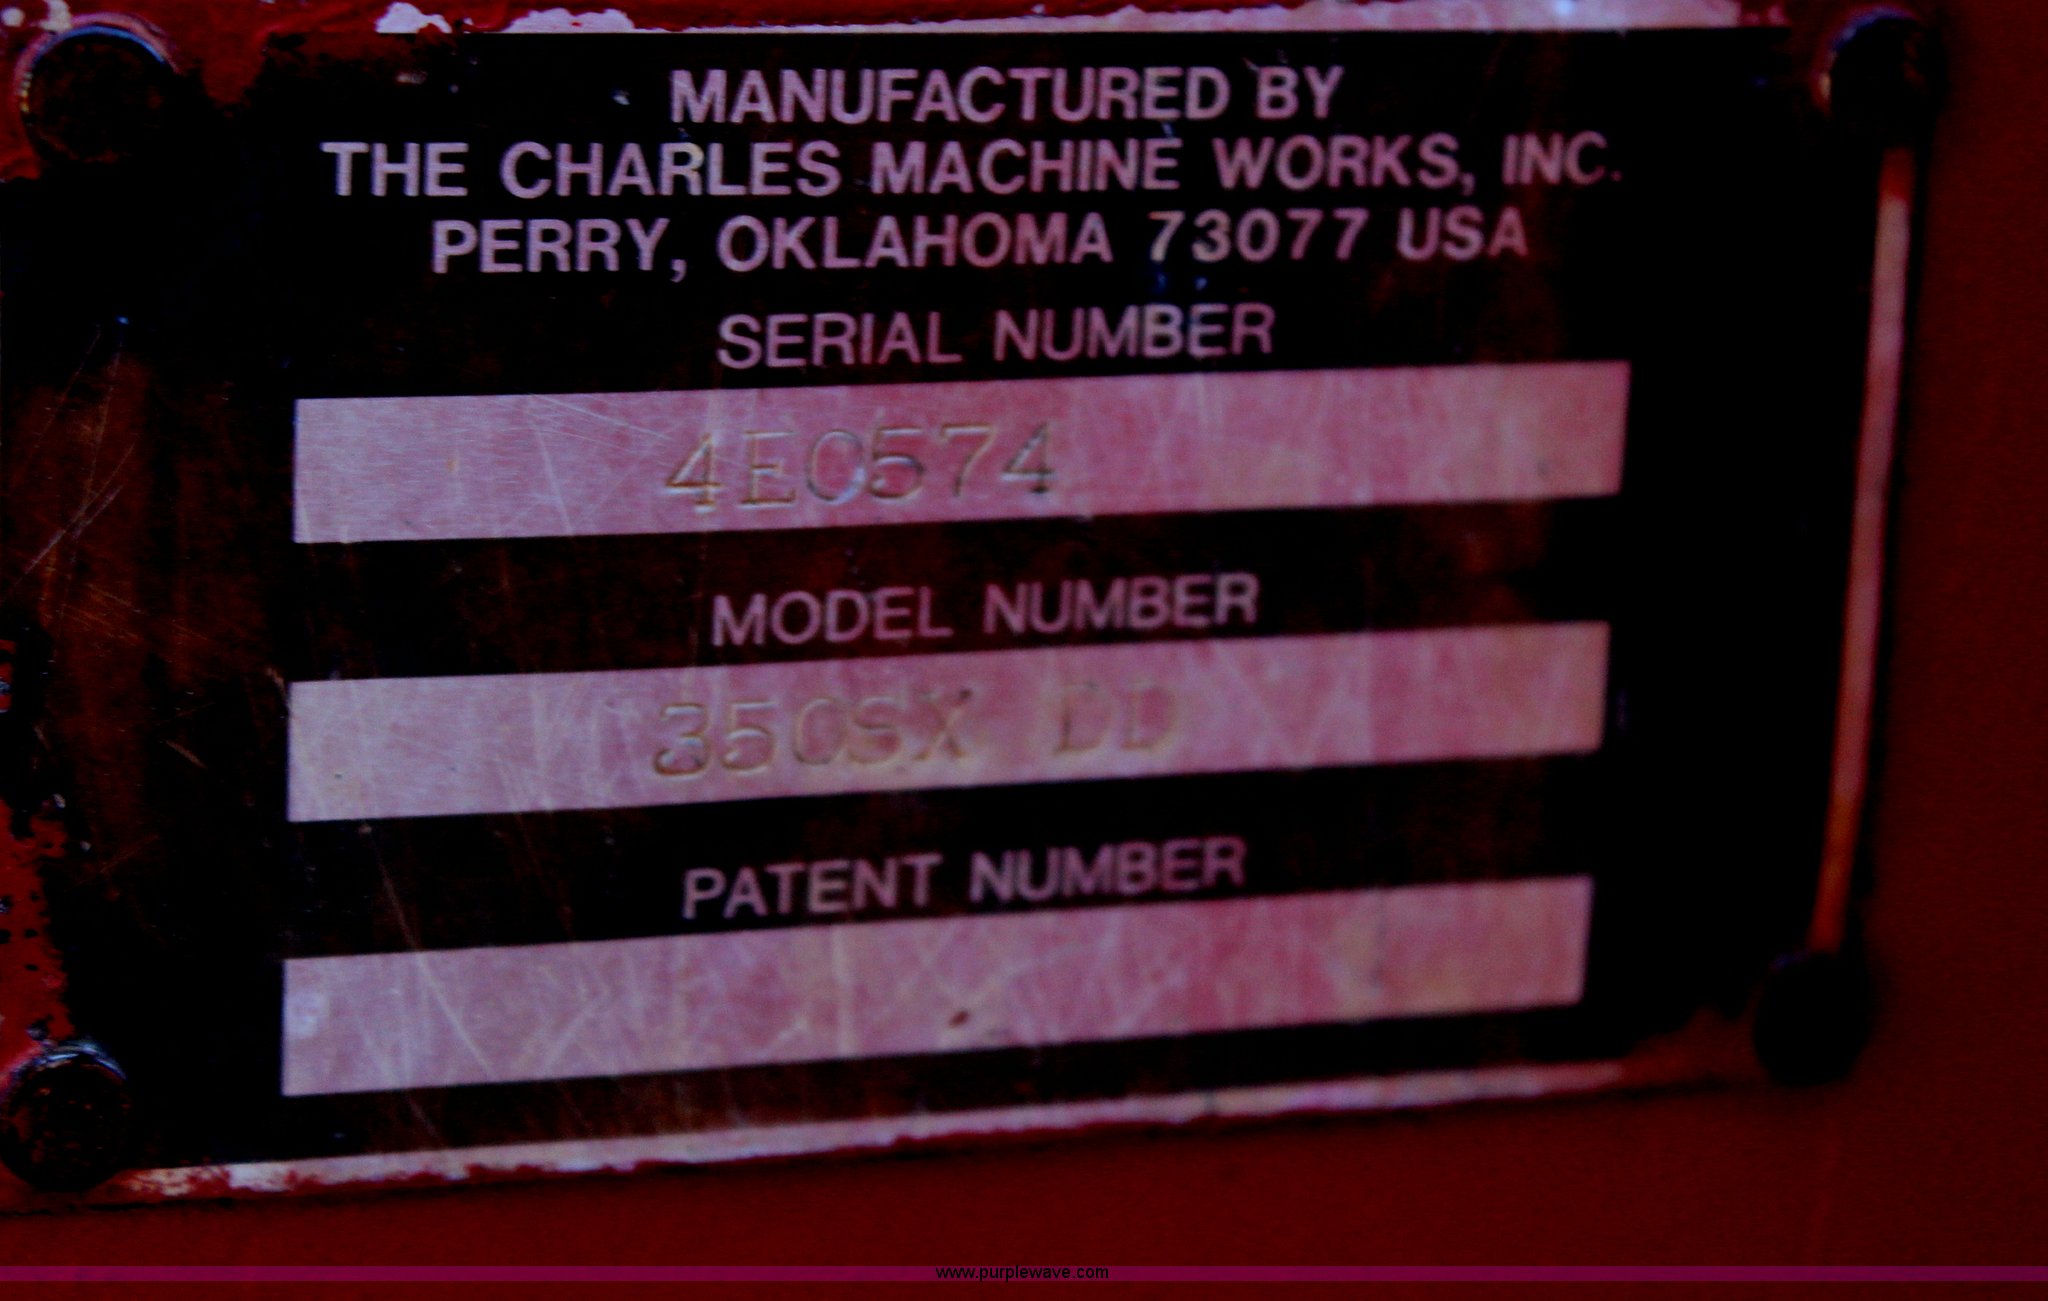 MANUFACTURED BY
THE CHARLES MACHINE WORKS, INC.
PERRY, OKLAHOMA 73077 USA
SERIAL NUMBER
4E0574
MODEL NUMBER
350SX DD
PATENT NUMBER
www.purplewave.com